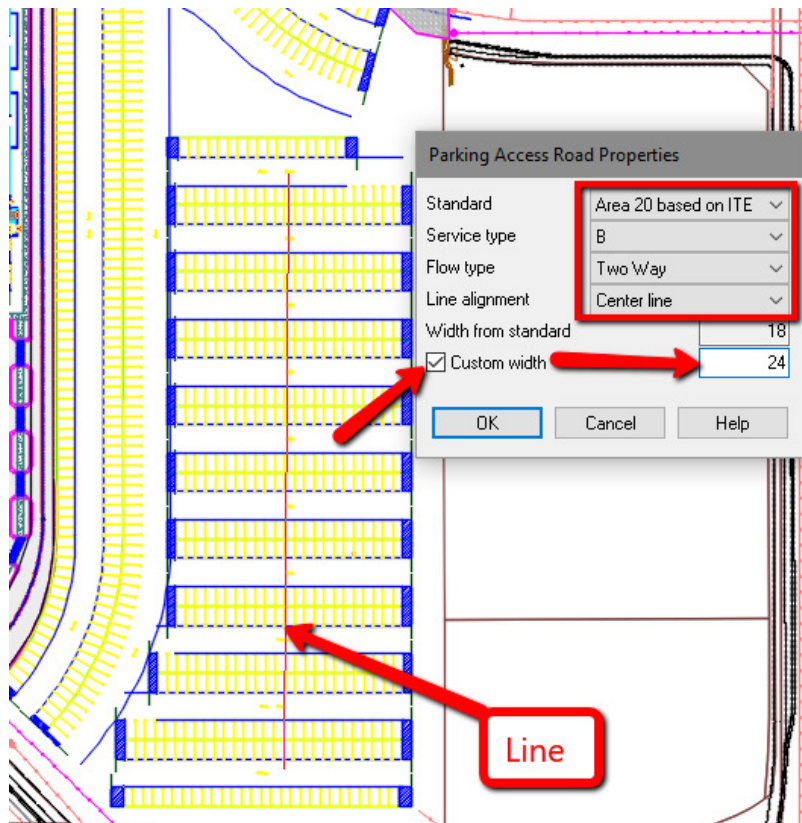 Parking Access Road Properties
Standard Area 20 based on ITE
Service type B
Flow type Two Way
Line alignment Center line
Width from standard 18
Custom width 24
OK Cancel Help
Line